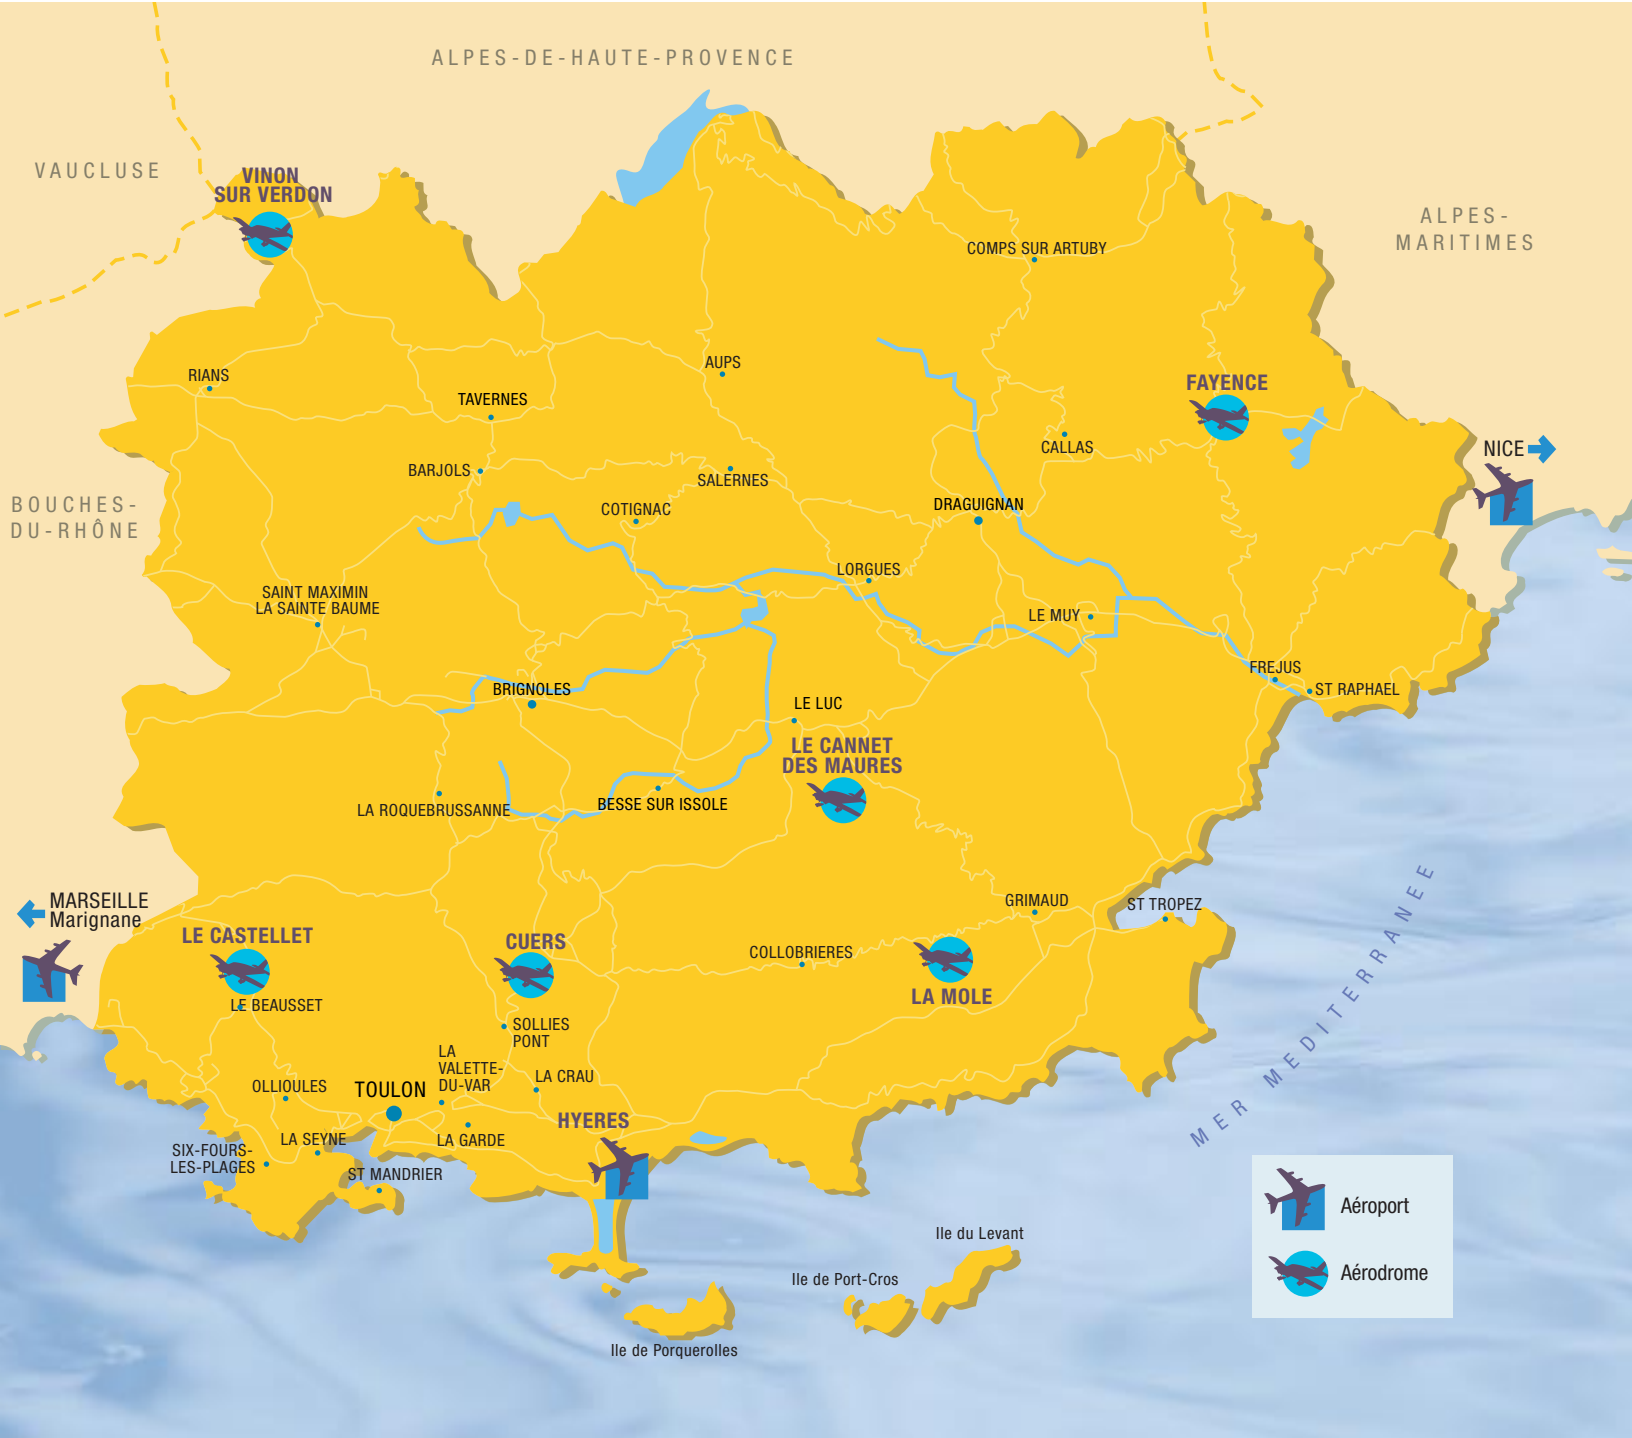 ALPES-DE-HAUTE-PROVENCE
VAUCLUSE
VINON
SUR VERDON
ALPES-
MARITIMES
COMPS SUR ARTUBY
AUPS
RIANS
TAVERNES
FAYENCE
CALLAS
NICE
BARJOLS
SALERNES
COTIGNAC
DRAGUIGNAN
BOUCHES-
DU-RHÔNE
LORGUES
SAINT MAXIMIN
LA SAINTE BAUME
LE MUY
FREJUS
ST RAPHAEL
BRIGNOLES
LE LUC
LE CANNET
DES MAURES
LA ROQUEBRUSSANNE
BESSE SUR ISSOLE
MARSEILLE
Marignane
GRIMAUD
ST TROPEZ
LE CASTELLET
CUERS
COLLOBRIERES
LA MOLE
LE BEAUSSET
SOLLIES
PONT
LA
VALETTE-
DU-VAR
OLLIOULES
TOULON
LA CRAU
HYERES
LA SEYNE
LA GARDE
SIX-FOURS-
LES-PLAGES
ST MANDRIER
MER MEDITERRANEE
Aéroport
Aérodrome
Ile du Levant
Ile de Port-Cros
Ile de Porquerolles